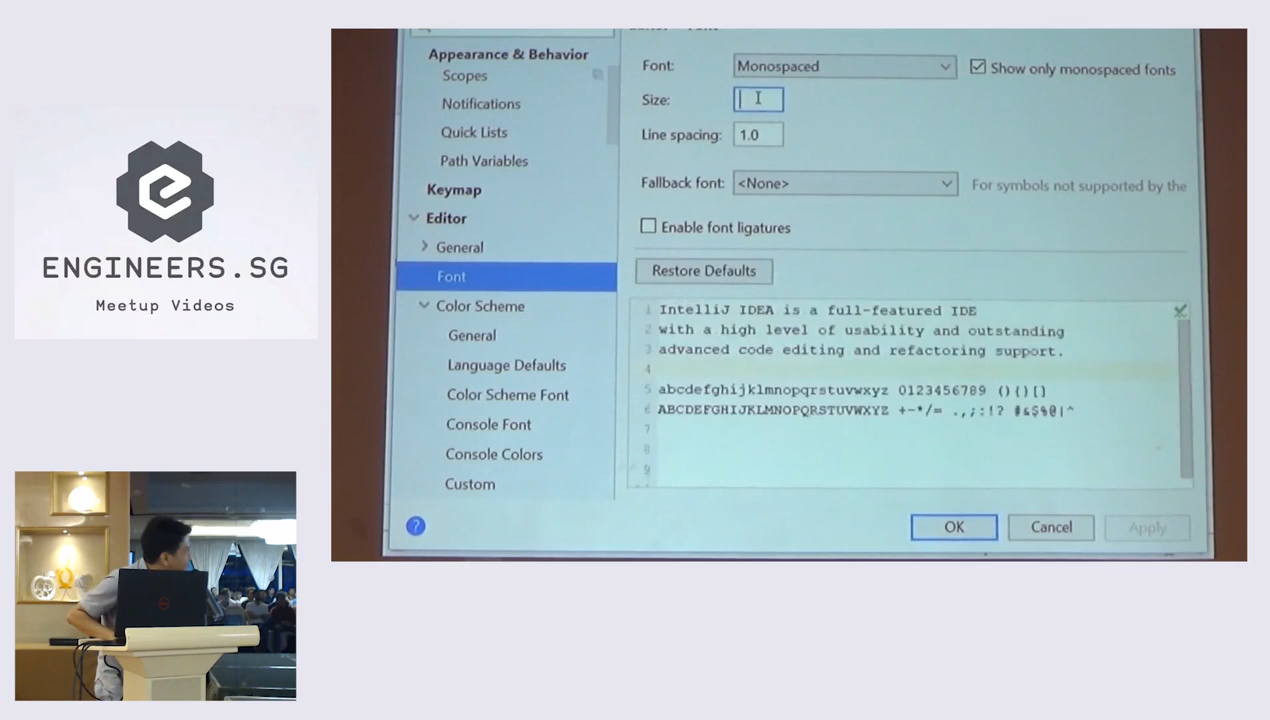 ENGINEERS.SG
Meetup Videos
Appearance & Behavior
Scopes
Notifications
Quick Lists
Path Variables
Keymap
Editor
General
Font
Color Scheme
General
Language Defaults
Color Scheme Font
Console Font
Console Colors
Custom
Font: Monospaced Show only monospaced fonts
Size:
Line spacing: 1.0
Fallback font: <None> For symbols not supported by the
Enable font ligatures
Restore Defaults
1 IntelliJ IDEA is a full-featured IDE
2 with a high level of usability and outstanding
3 advanced code editing and refactoring support.
4
5 abcdefghijklmnopqrstuvwxyz 0123456789 (){}[]
6 ABCDEFGHIJKLMNOPQRSTUVWXYZ +-*/= .,;:!? #&$%@|^
7
8
9
? OK Cancel Apply